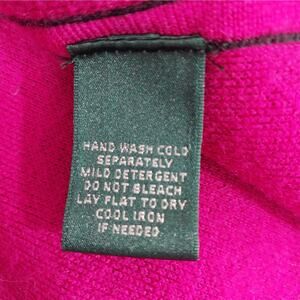 HAND WASH COLD
SEPARATELY
MILD DETERGENT
DO NOT BLEACH
LAY FLAT TO DRY
COOL IRON
IF NEEDED